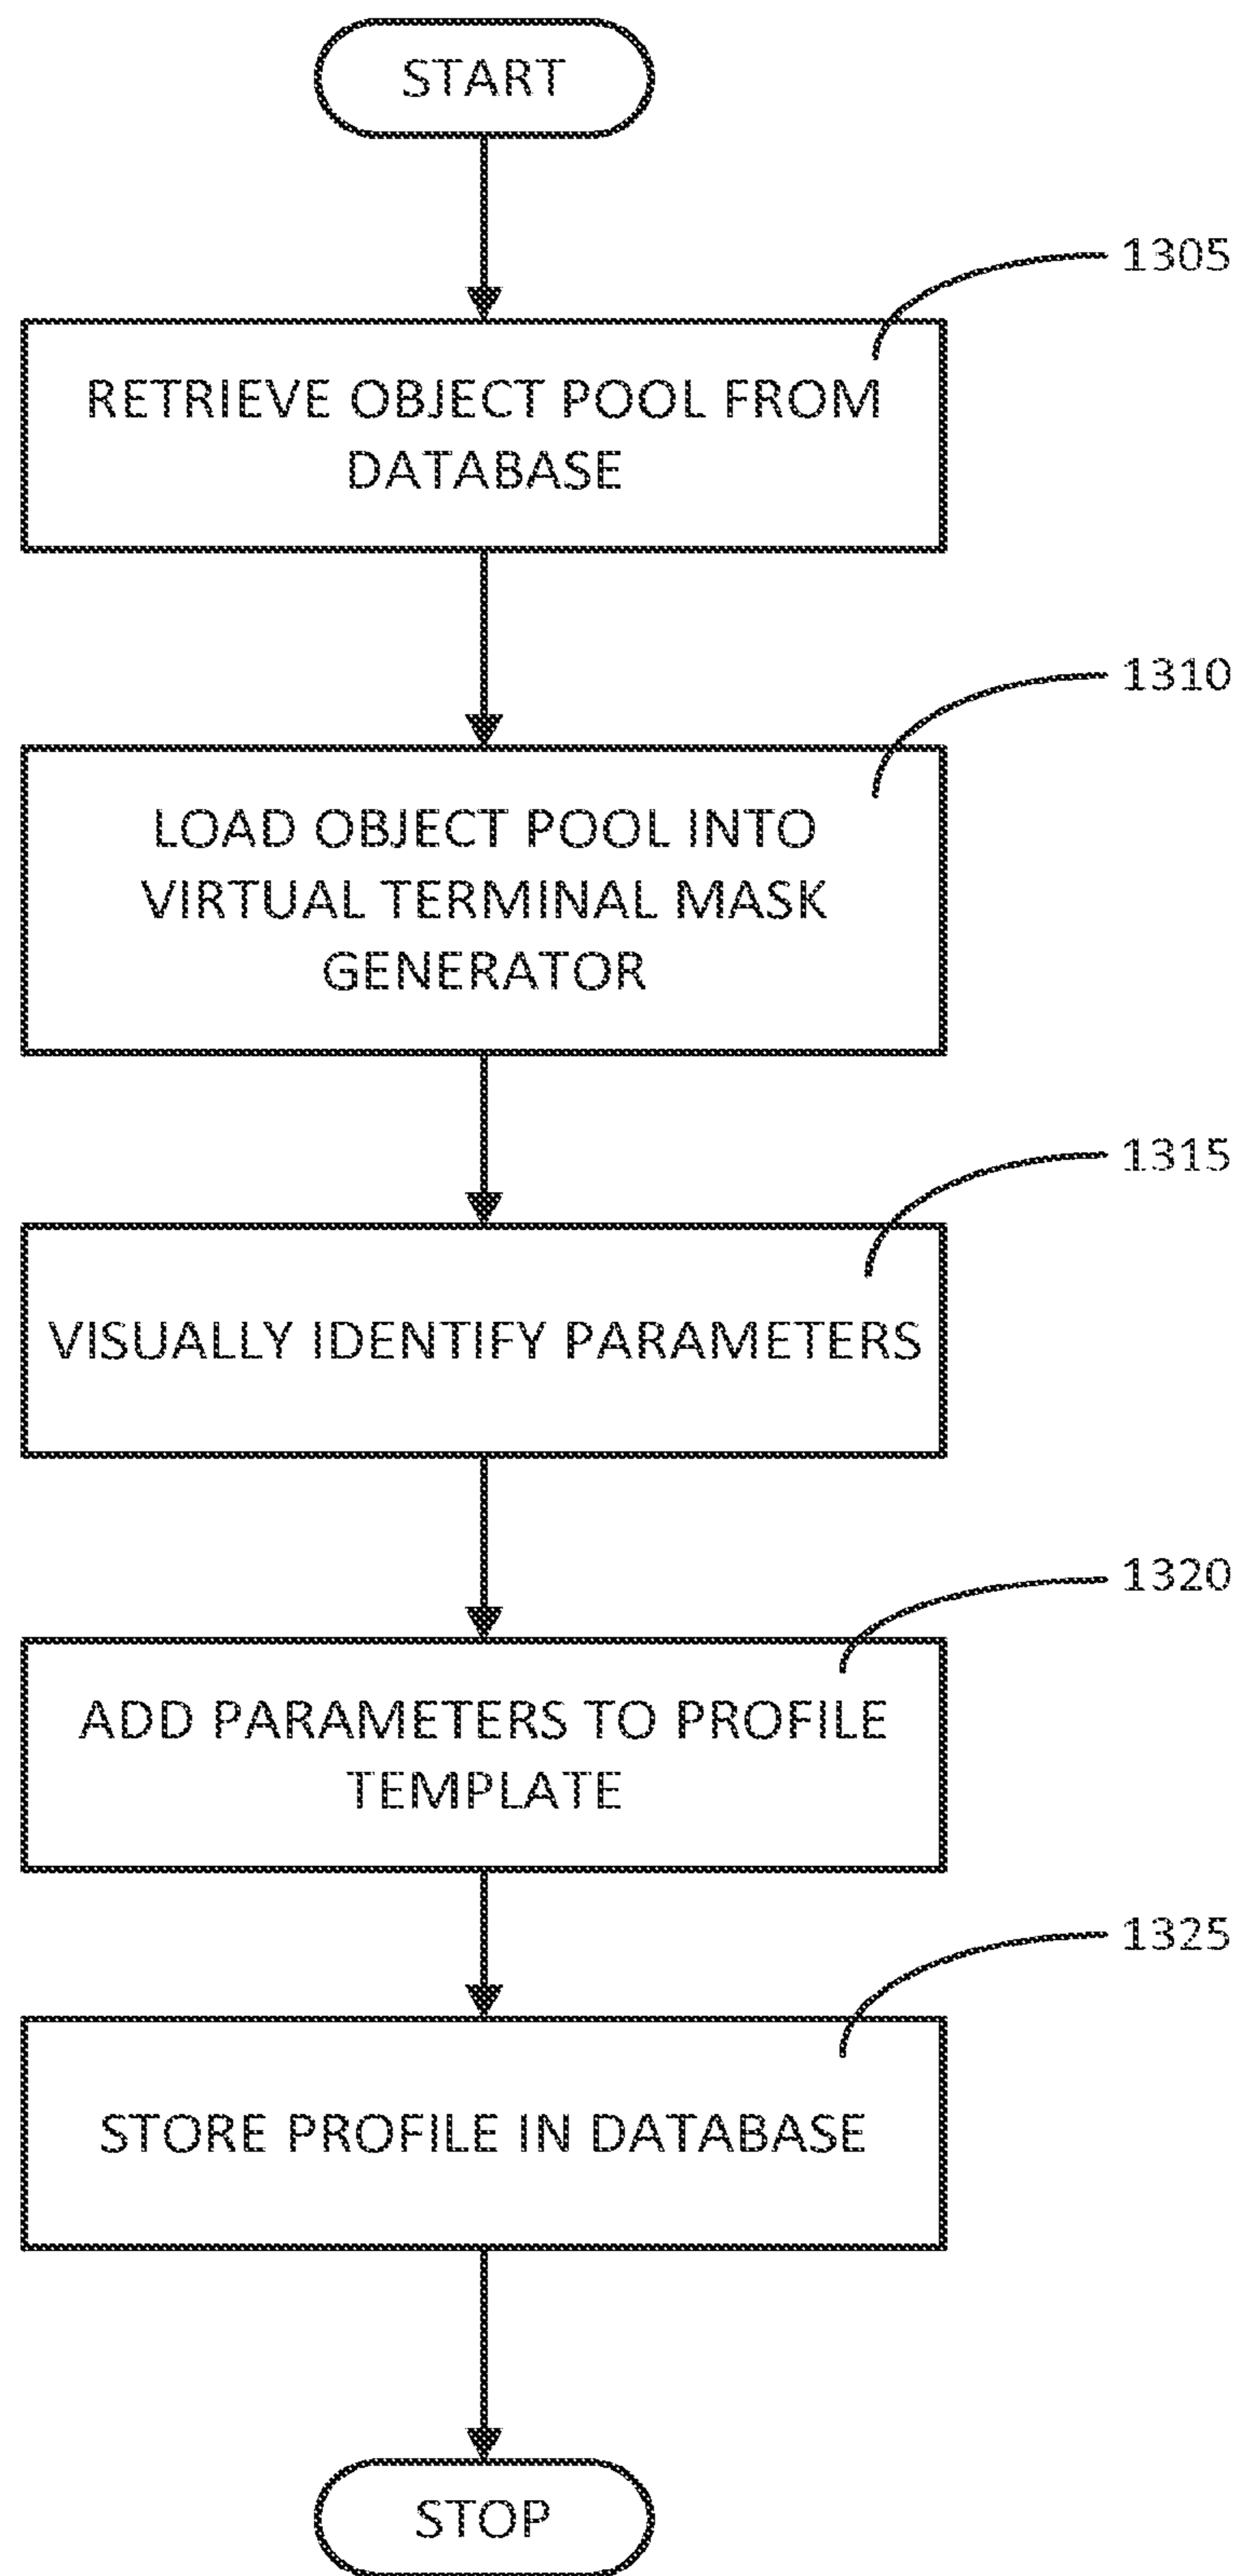 START
1305
RETRIEVE OBJECT POOL FROM
DATABASE
1310
LOAD OBJECT POOL INTO
VIRTUAL TERMINAL MASK
GENERATOR
1315
VISUALLY IDENTIFY PARAMETERS
1320
ADD PARAMETERS TO PROFILE
TEMPLATE
1325
STORE PROFILE IN DATABASE
STOP